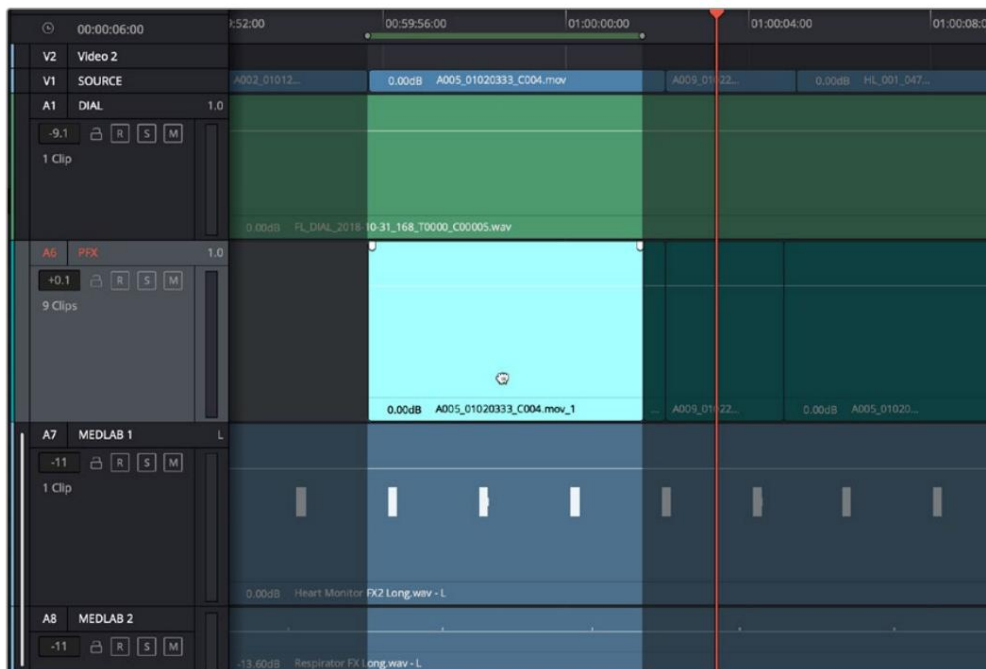 00:00:06:00
:52:00 00:59:56:00 01:00:00:00 01:00:04:00 01:00:08:0
V2 Video 2
V1 SOURCE A002_01012... 0.00dB A005_01020333_C004.mov A009_01022... 0.00dB HL_001_047...
A1 DIAL 1.0
-9.1 R S M
1 Clip
0.00dB FL_DIAL_2018-10-31_168_T0000_C00005.wav
A6 PFX 1.0
+0.1 R S M
9 Clips
0.00dB A005_01020333_C004.mov_1 ... A009_01022... 0.00dB A005_01020...
A7 MEDLAB 1 L
-11 R S M
1 Clip
0.00dB Heart Monitor FX2 Long.wav - L
A8 MEDLAB 2
-11 R S M
-13.60dB Respirator FX Long.wav - L